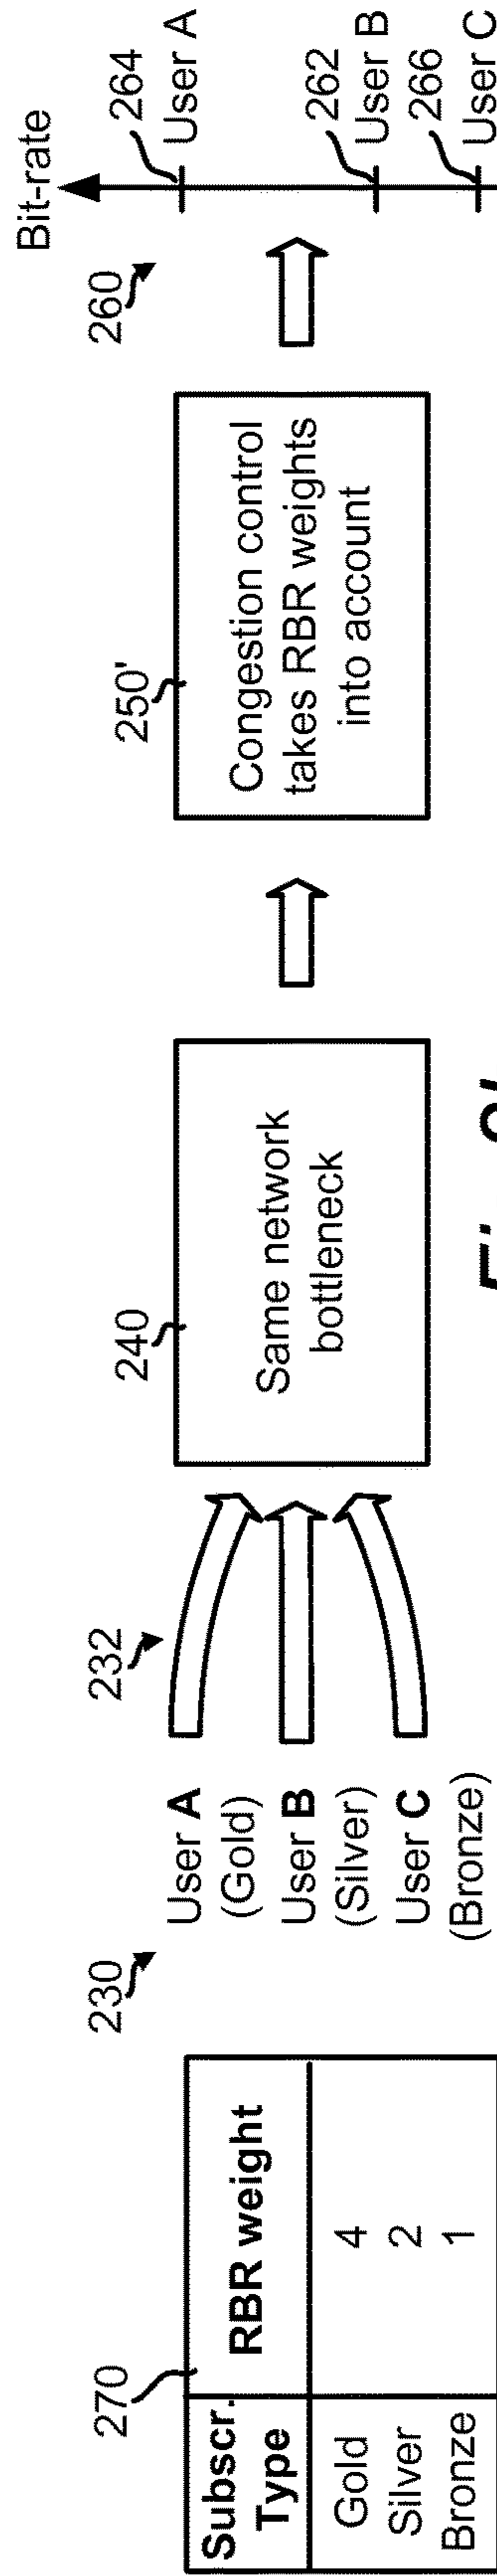 270
Subscr. Type
RBR weight
Gold 4
Silver 2
Bronze 1
230
User A
(Gold)
User B
(Silver)
User C
(Bronze)
232
240
Same network
bottleneck
250'
Congestion control
takes RBR weights
into account
260
Bit-rate
264
User A
262
User B
266
User C